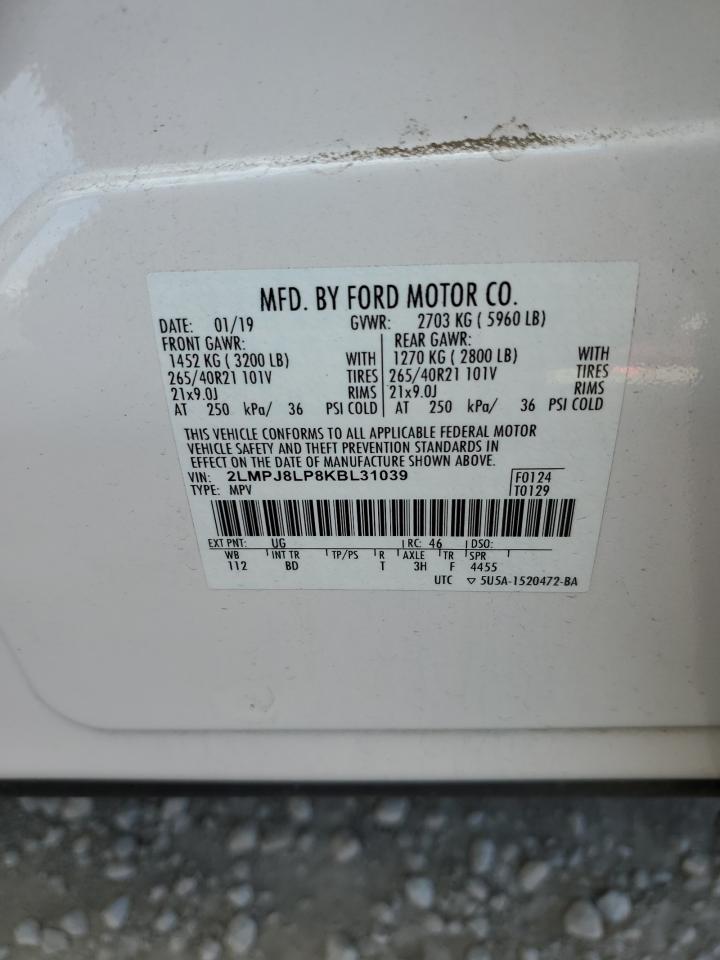 MFD. BY FORD MOTOR CO.
DATE: 01/19 GVWR: 2703 KG ( 5960 LB)
FRONT GAWR: REAR GAWR:
1452 KG ( 3200 LB) WITH 1270 KG ( 2800 LB) WITH
265/40R21 101V TIRES 265/40R21 101V TIRES
21x9.0J RIMS 21x9.0J RIMS
AT 250 kPa/ 36 PSI COLD AT 250 kPa/ 36 PSI COLD
THIS VEHICLE CONFORMS TO ALL APPLICABLE FEDERAL MOTOR
VEHICLE SAFETY AND THEFT PREVENTION STANDARDS IN
EFFECT ON THE DATE OF MANUFACTURE SHOWN ABOVE.
VIN: 2LMPJ8LP8KBL31039 F0124
TYPE: MPV T0129
EXT PNT: UG RC: 46 DSO:
WB INT TR TP/PS R AXLE TR SPR
112 BD T 3H F 4455
UTC ▽ 5U5A-1520472-BA